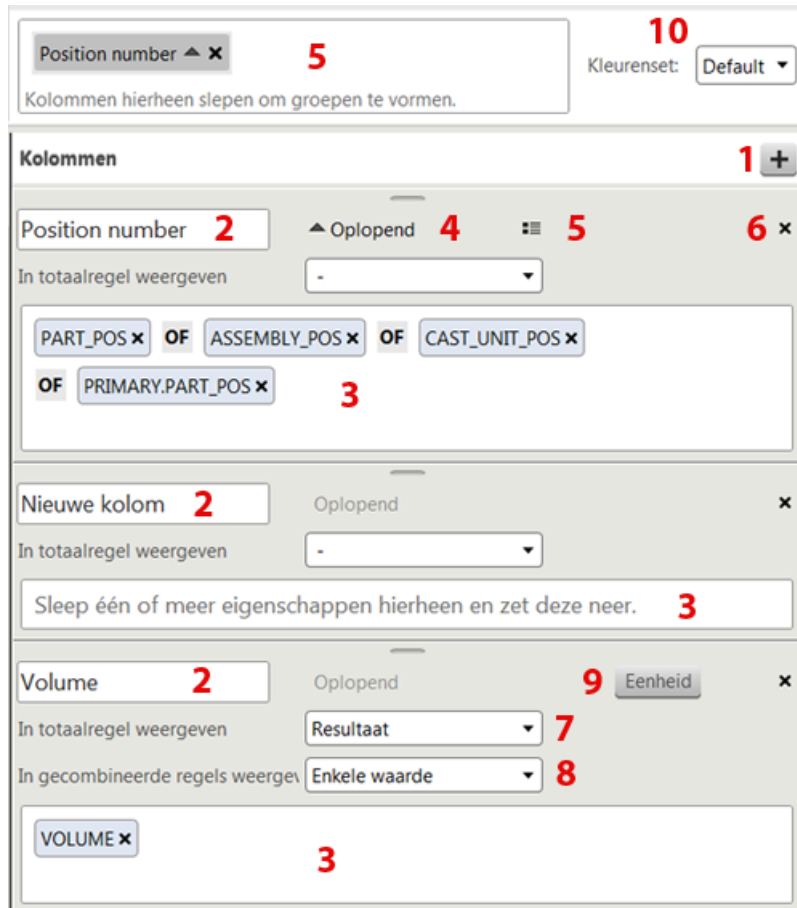 10
Position number ✕ 5
Kleurenset: Default
Kolommen hierheen slepen om groepen te vormen.
Kolommen 1 +
Position number 2 Oplopend 4 5 6 ✕
In totaalregel weergeven -
PART_POS ✕ OF ASSEMBLY_POS ✕ OF CAST_UNIT_POS ✕
OF PRIMARY.PART_POS ✕ 3
Nieuwe kolom 2 Oplopend ✕
In totaalregel weergeven -
Sleep één of meer eigenschappen hierheen en zet deze neer. 3
Volume 2 Oplopend 9 Eenheid ✕
In totaalregel weergeven Resultaat 7
In gecombineerde regels weergev Enkele waarde 8
VOLUME ✕
3